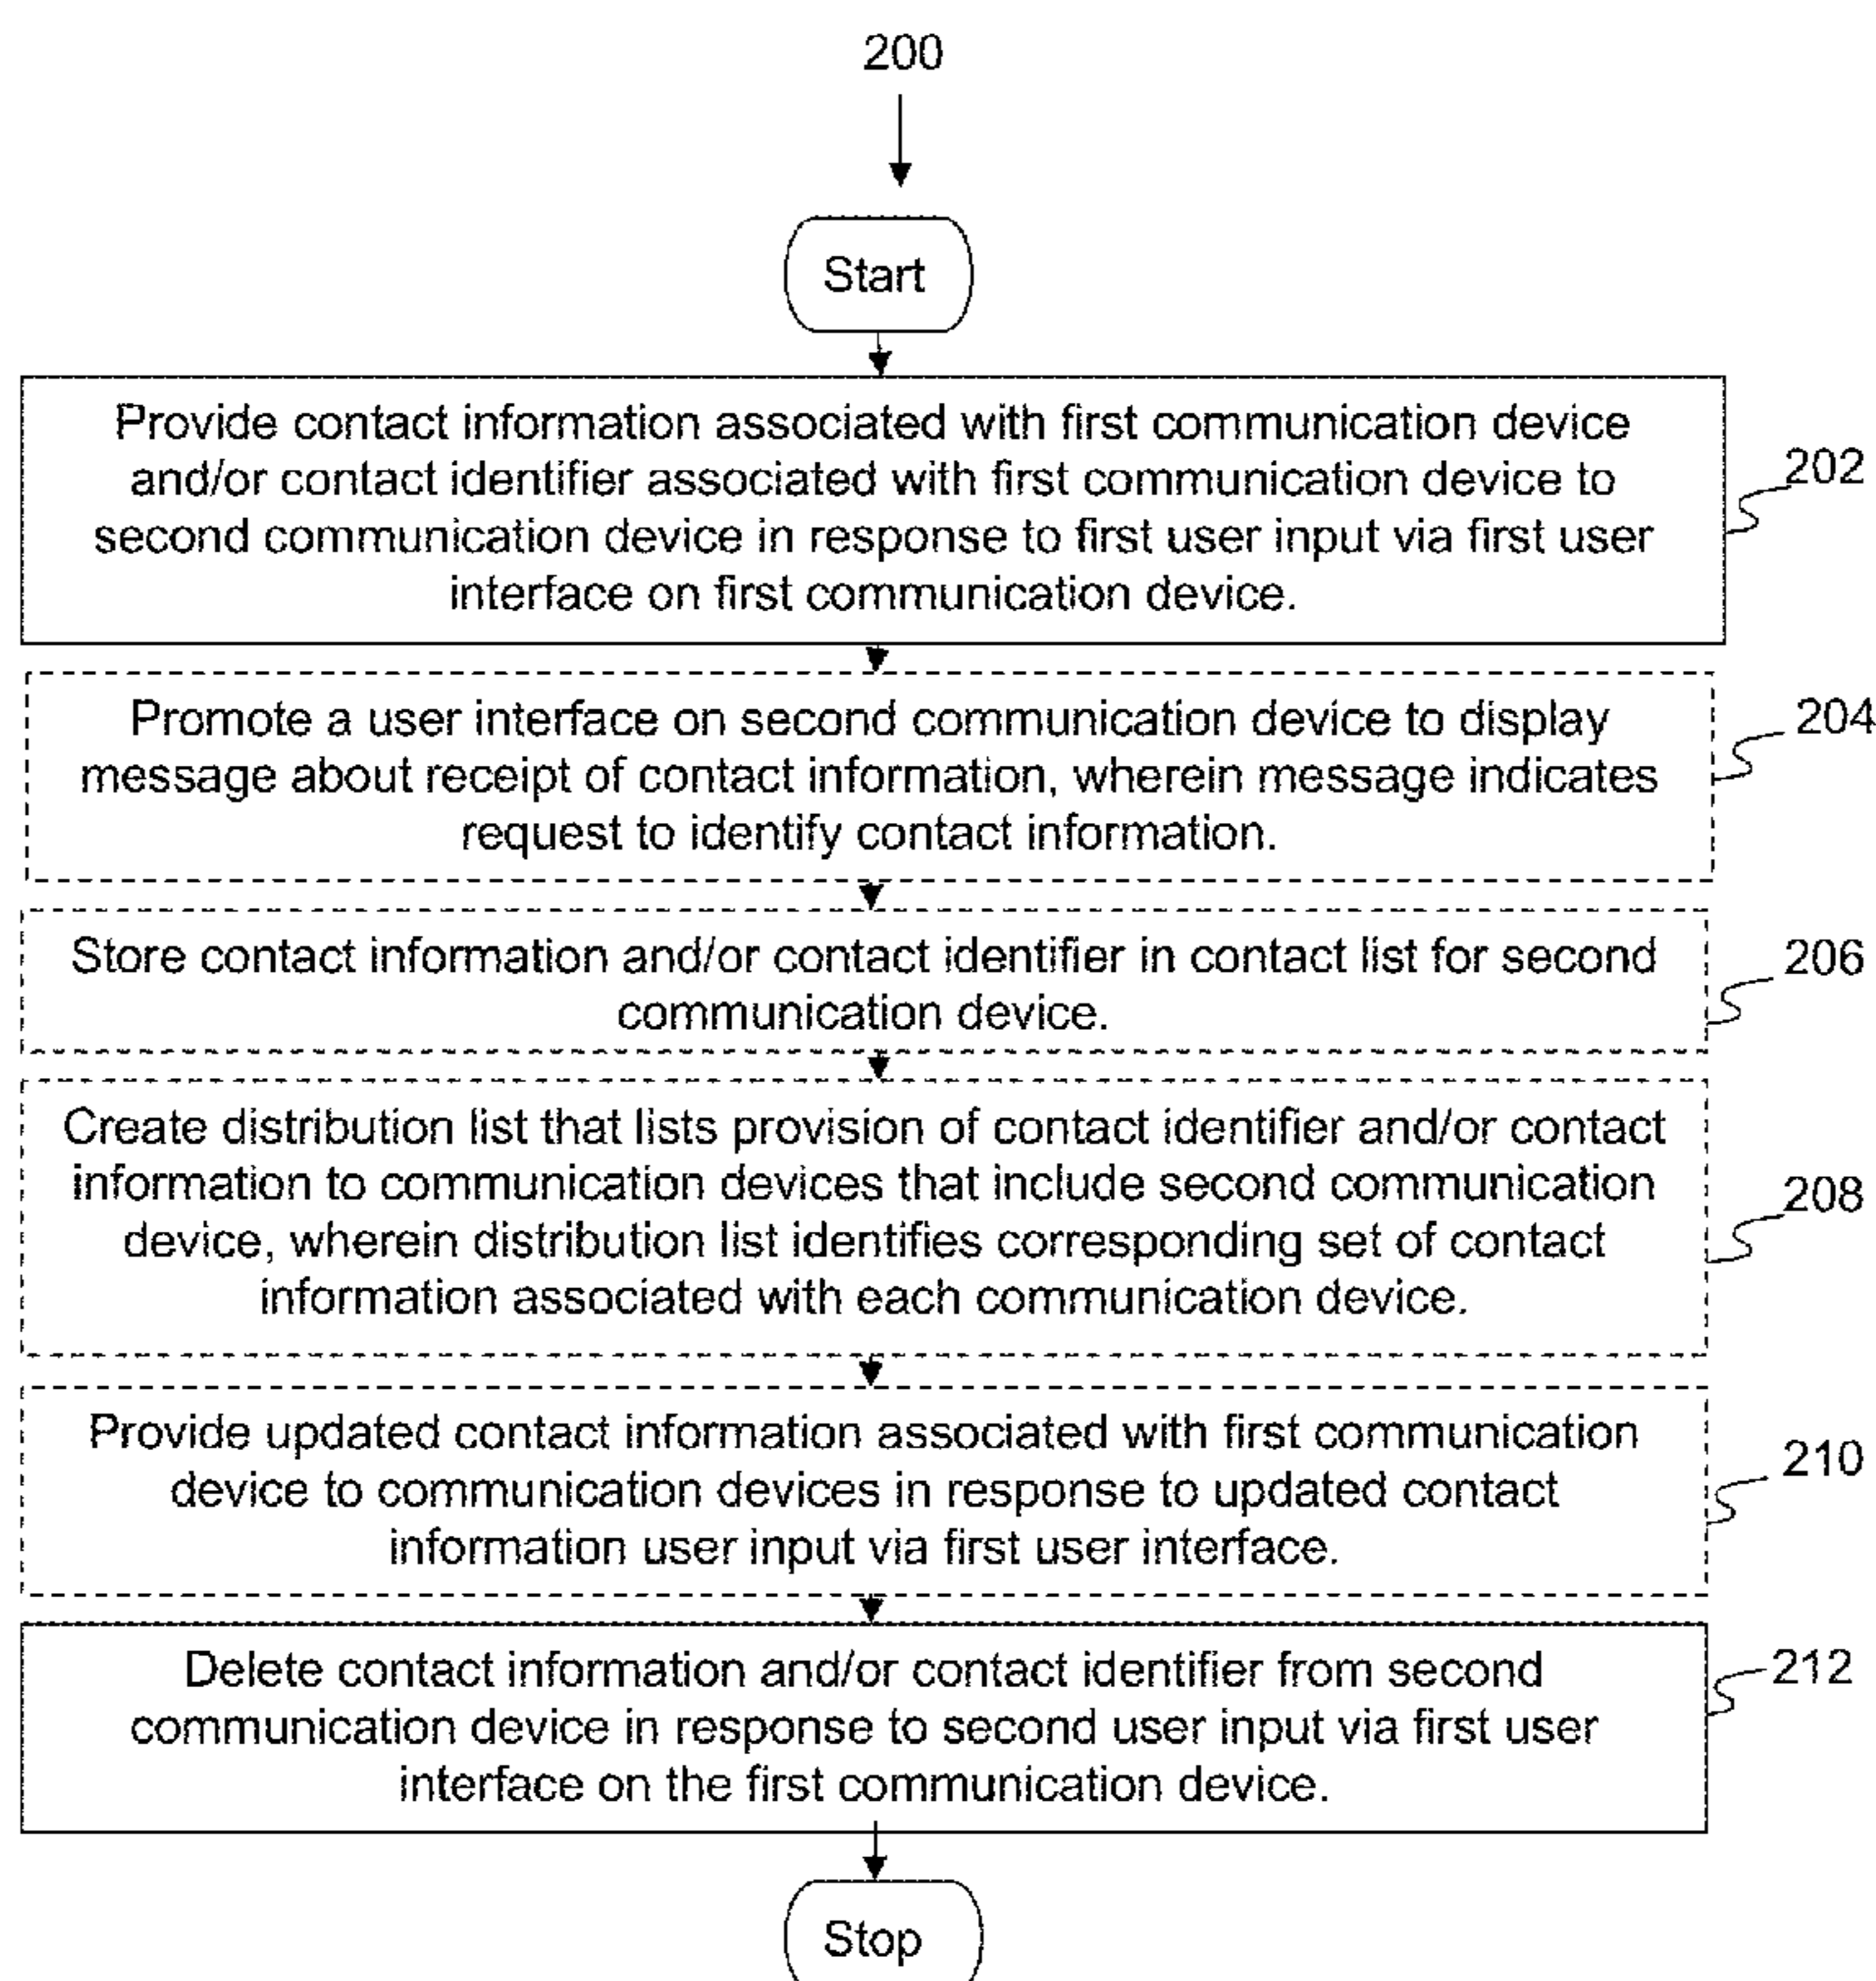 200
Start
Provide contact information associated with first communication device
and/or contact identifier associated with first communication device to
second communication device in response to first user input via first user
interface on first communication device.
202
Promote a user interface on second communication device to display
message about receipt of contact information, wherein message indicates
request to identify contact information.
204
Store contact information and/or contact identifier in contact list for second
communication device.
206
Create distribution list that lists provision of contact identifier and/or contact
information to communication devices that include second communication
device, wherein distribution list identifies corresponding set of contact
information associated with each communication device.
208
Provide updated contact information associated with first communication
device to communication devices in response to updated contact
information user input via first user interface.
210
Delete contact information and/or contact identifier from second
communication device in response to second user input via first user
interface on the first communication device.
212
Stop